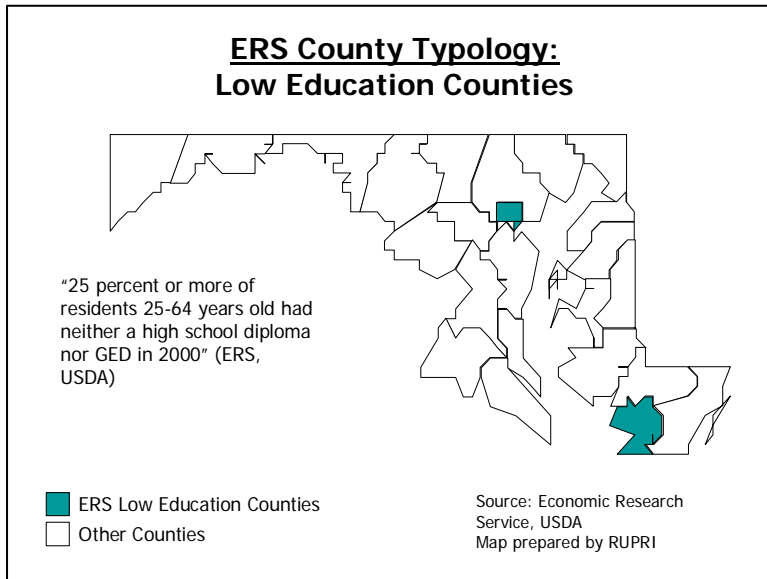 ERS County Typology:
Low Education Counties
“25 percent or more of
residents 25-64 years old had
neither a high school diploma
nor GED in 2000” (ERS,
USDA)
ERS Low Education Counties
Other Counties
Source: Economic Research
Service, USDA
Map prepared by RUPRI